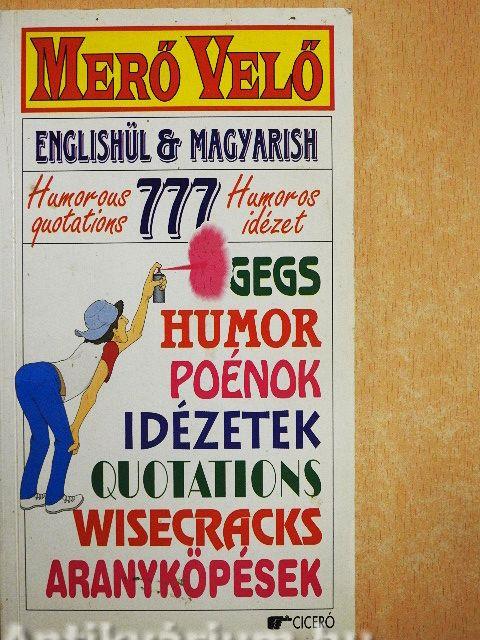 MERŐ VELŐ
ENGLISHÜL & MAGYARISH
Humorous quotations 777 Humoros idézet
GEGS
HUMOR
POÉNOK
IDÉZETEK
QUOTATIONS
WISECRACKS
ARANYKÖPÉSEK
CICERÓ